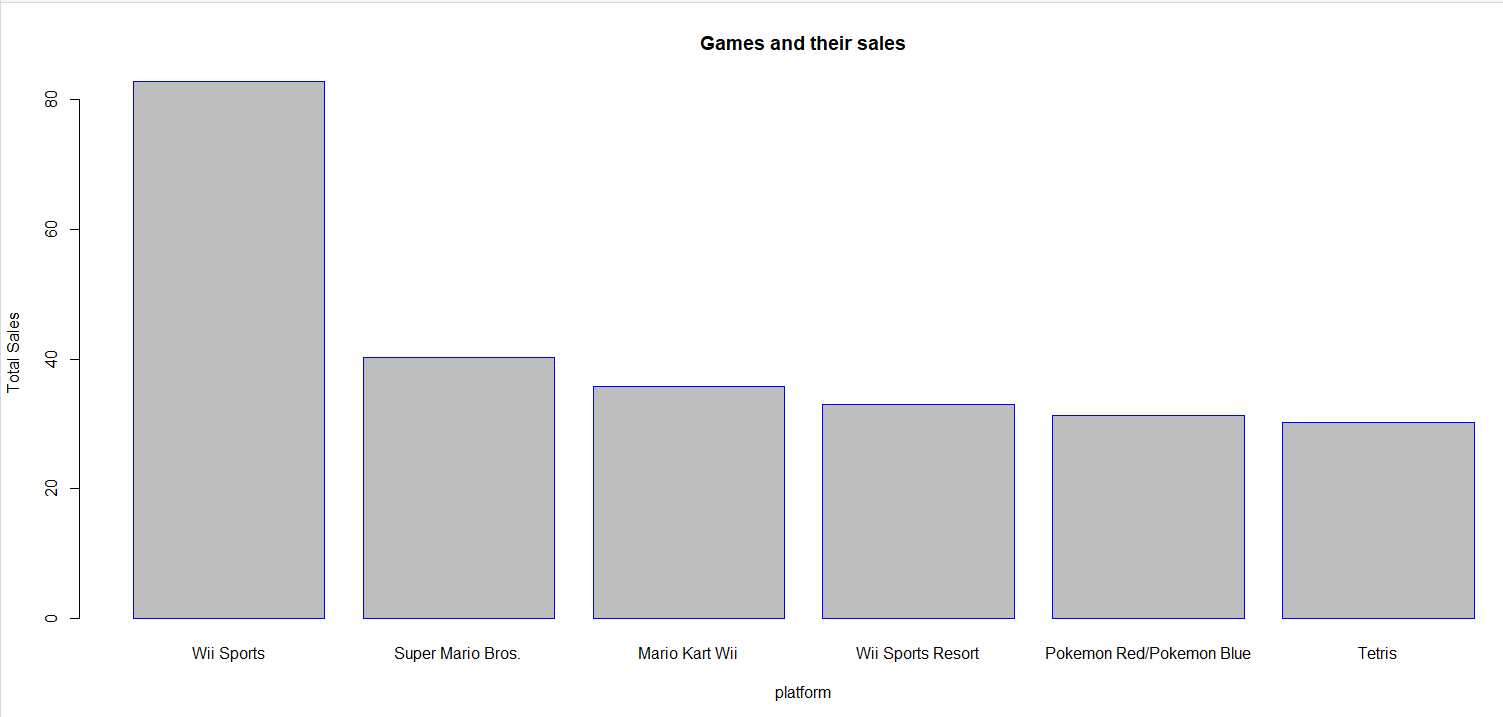 Games and their sales
Total Sales
80
60
40
20
0
Wii Sports
Super Mario Bros.
Mario Kart Wii
Wii Sports Resort
Pokemon Red/Pokemon Blue
Tetris
platform